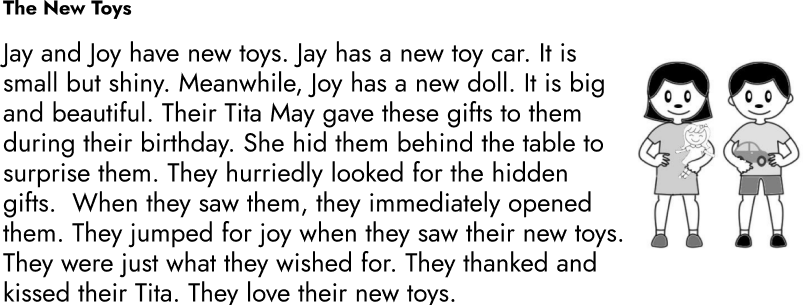 The New Toys
Jay and Joy have new toys. Jay has a new toy car. It is
small but shiny. Meanwhile, Joy has a new doll. It is big
and beautiful. Their Tita May gave these gifts to them
during their birthday. She hid them behind the table to
surprise them. They hurriedly looked for the hidden
gifts.  When they saw them, they immediately opened
them. They jumped for joy when they saw their new toys.
They were just what they wished for. They thanked and
kissed their Tita. They love their new toys.